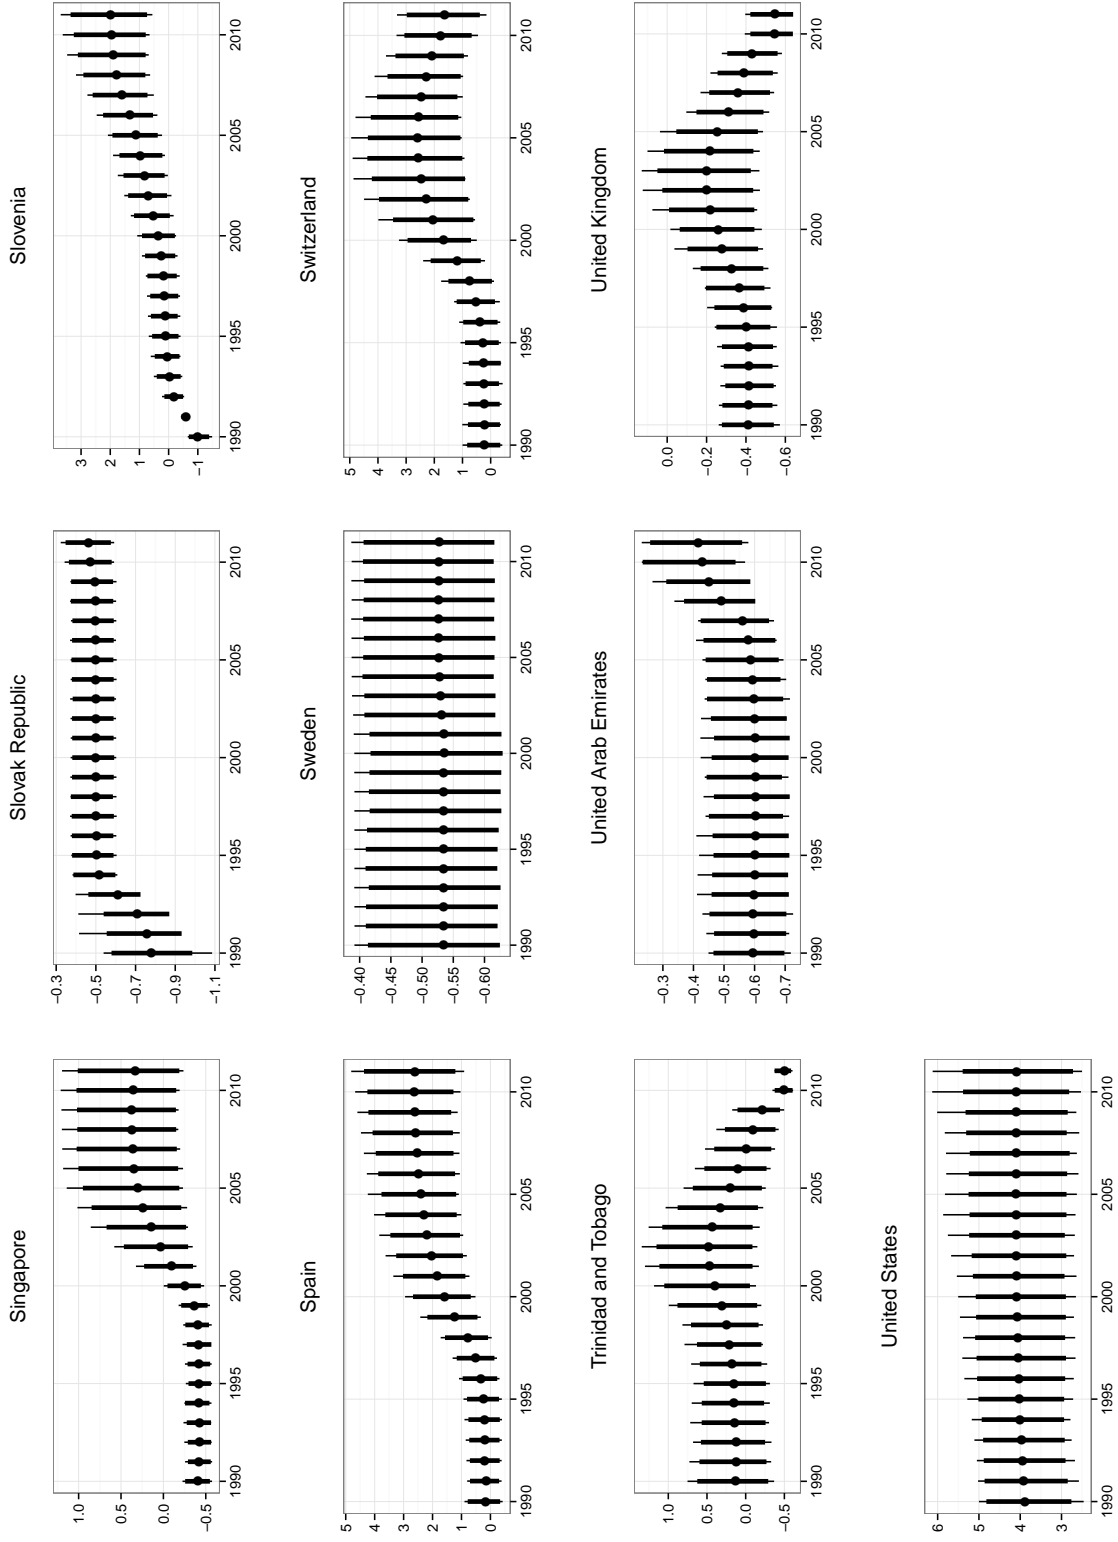 Singapore
1.0
0.5
0.0
−0.5
1990 1995 2000 2005 2010
Slovak Republic
−0.3
−0.5
−0.7
−0.9
−1.1
1990 1995 2000 2005 2010
Slovenia
3
2
1
0
−1
1990 1995 2000 2005 2010
Spain
5
4
3
2
1
0
1990 1995 2000 2005 2010
Sweden
−0.40
−0.45
−0.50
−0.55
−0.60
1990 1995 2000 2005 2010
Switzerland
5
4
3
2
1
0
1990 1995 2000 2005 2010
Trinidad and Tobago
1.0
0.5
0.0
−0.5
1990 1995 2000 2005 2010
United Arab Emirates
−0.3
−0.4
−0.5
−0.6
−0.7
1990 1995 2000 2005 2010
United Kingdom
0.0
−0.2
−0.4
−0.6
1990 1995 2000 2005 2010
United States
6
5
4
3
1990 1995 2000 2005 2010